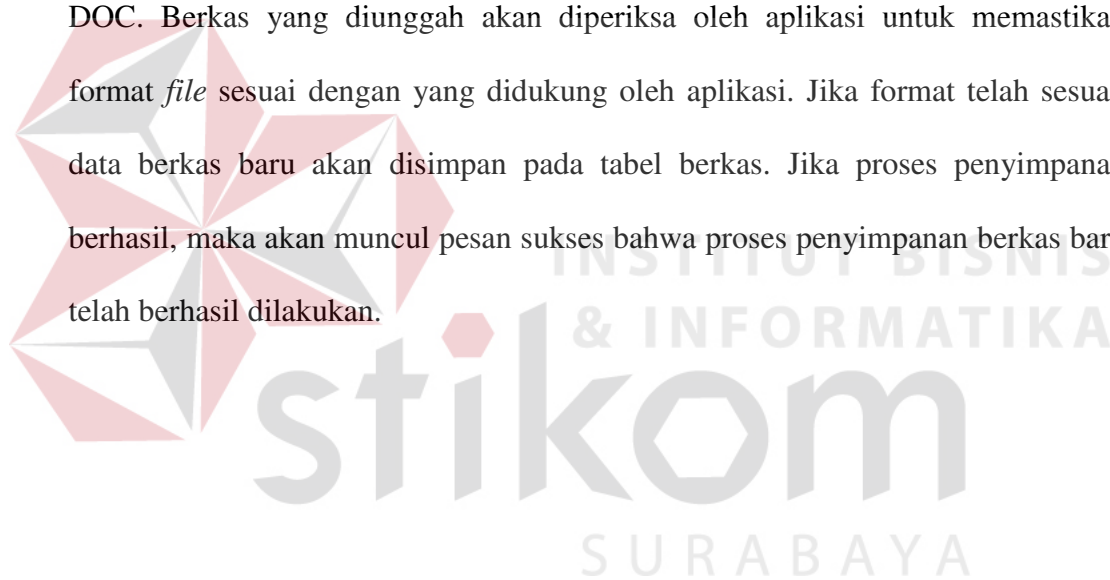 DOC. Berkas yang diunggah akan diperiksa oleh aplikasi untuk memastika
format file sesuai dengan yang didukung oleh aplikasi. Jika format telah sesua
data berkas baru akan disimpan pada tabel berkas. Jika proses penyimpana
berhasil, maka akan muncul pesan sukses bahwa proses penyimpanan berkas bar
telah berhasil dilakukan.
INSTITUT BISNIS
& INFORMATIKA
stikom
SURABAYA